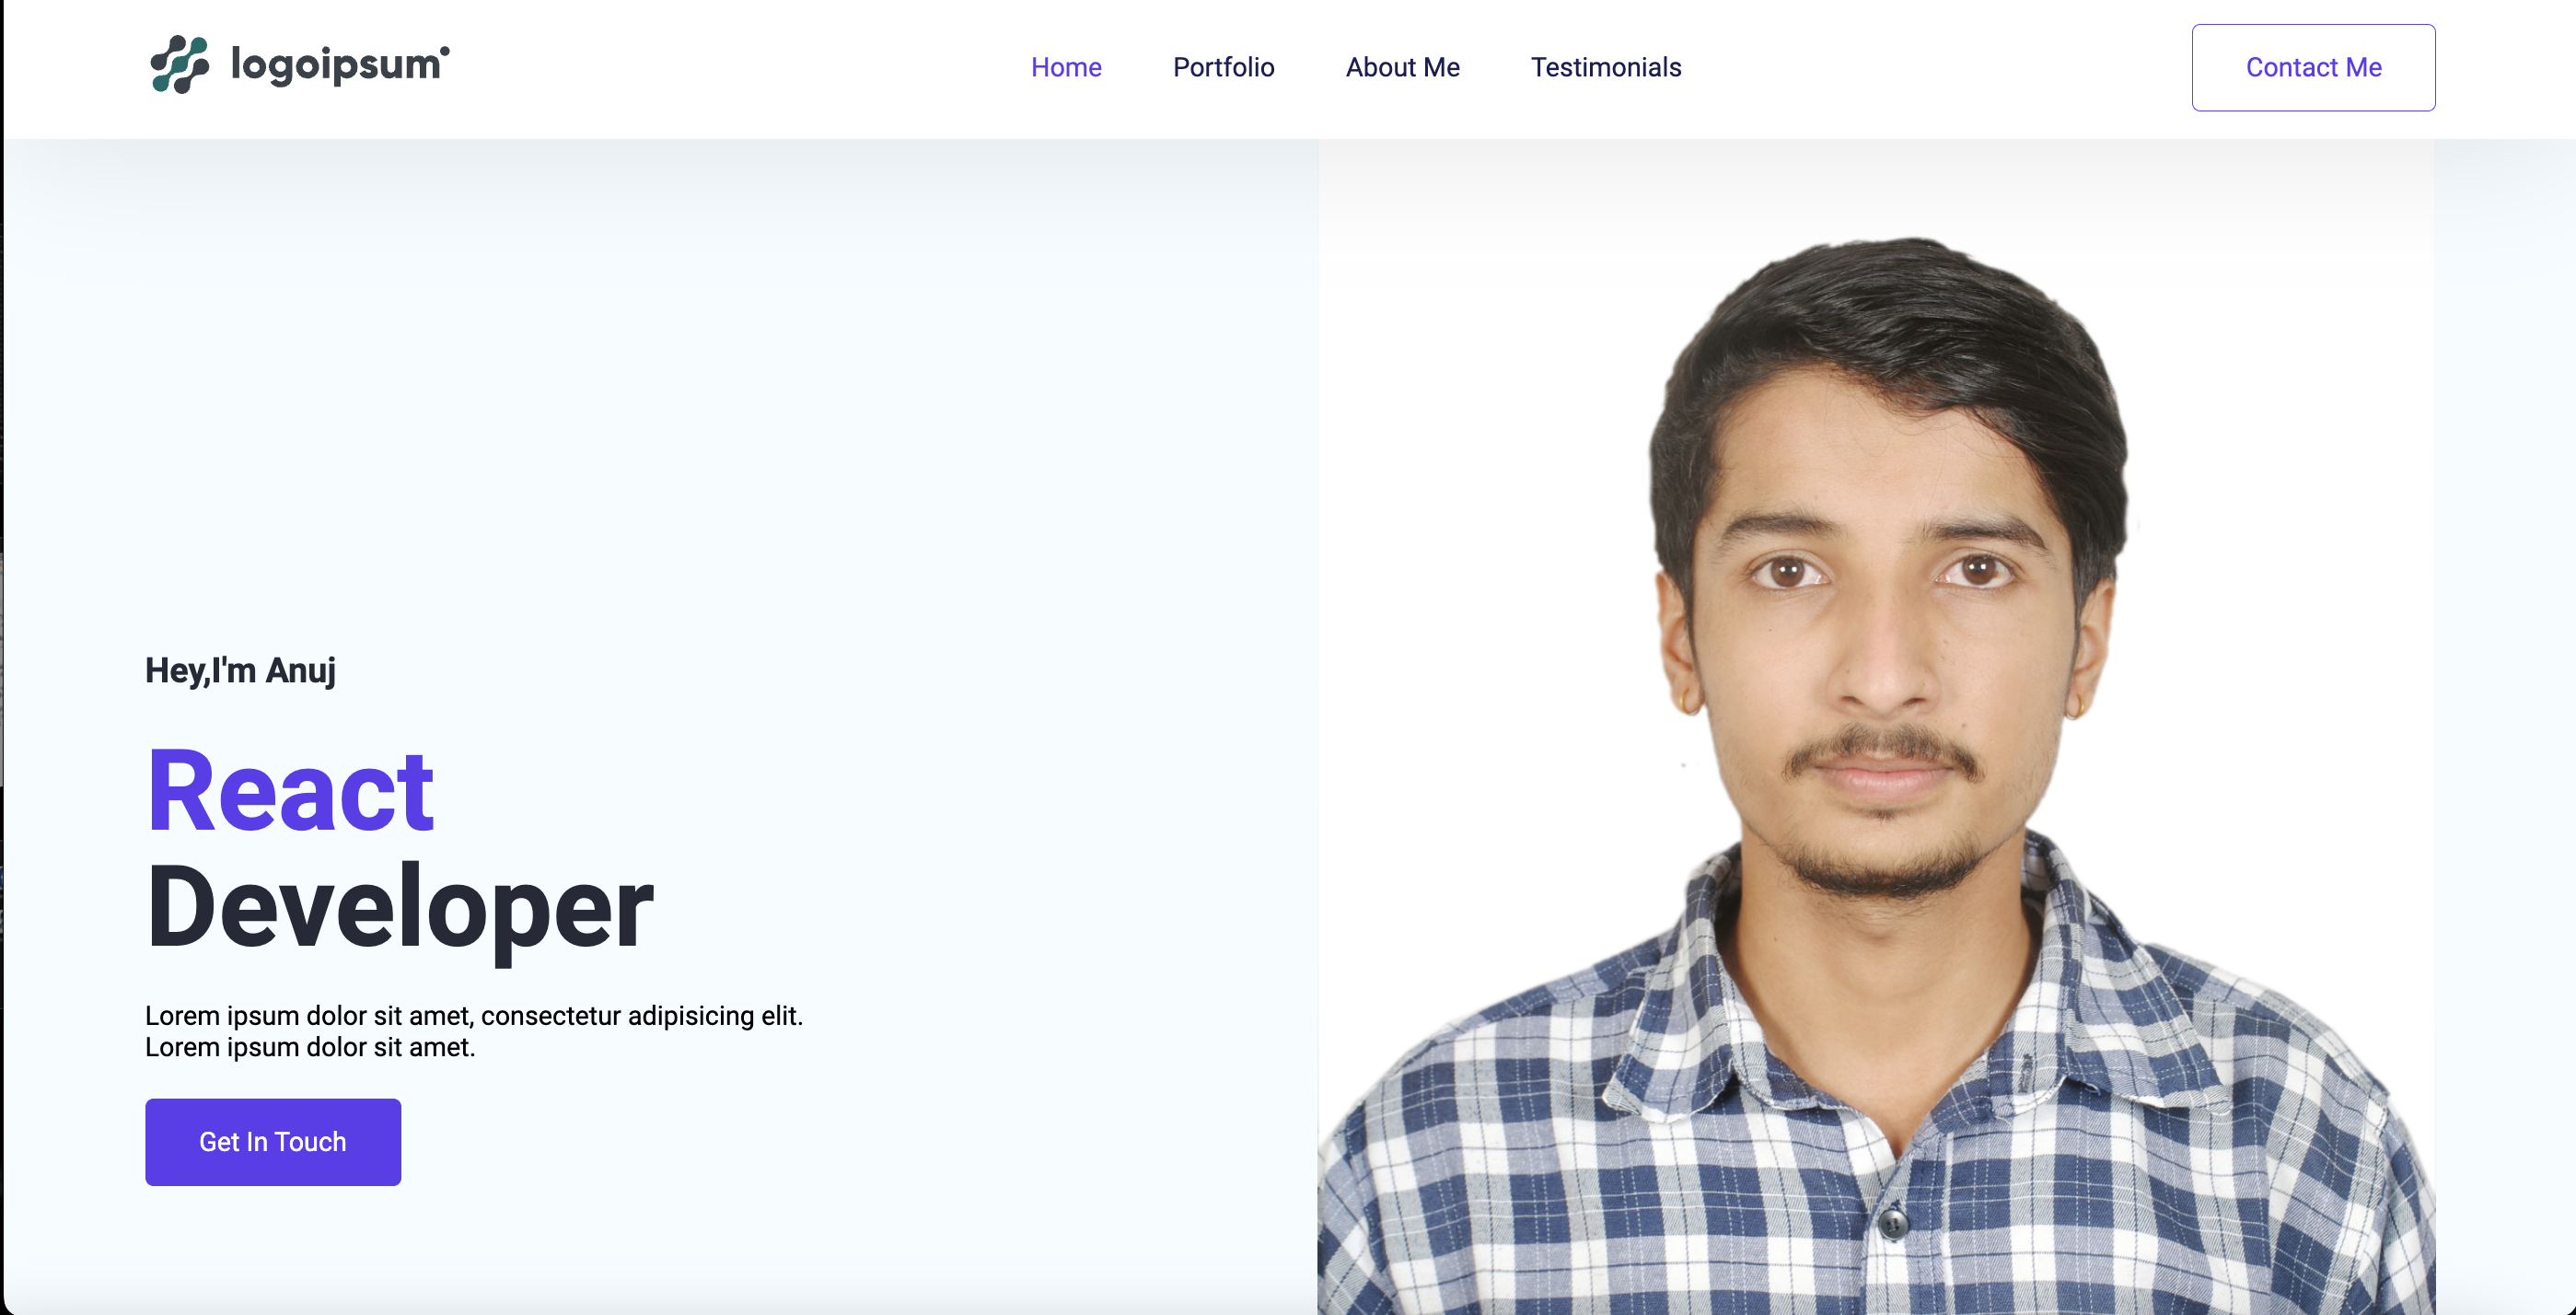 logoipsum
Home
Portfolio
About Me
Testimonials
Contact Me
Hey,I'm Anuj
React
Developer
Lorem ipsum dolor sit amet, consectetur adipisicing elit.
Lorem ipsum dolor sit amet.
Get In Touch